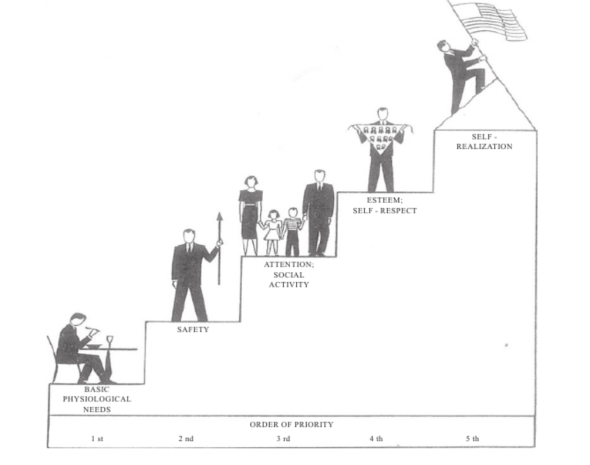 SELF -
REALIZATION
ESTEEM;
SELF - RESPECT
ATTENTION;
SOCIAL
ACTIVITY
SAFETY
BASIC
PHYSIOLOGICAL
NEEDS
ORDER OF PRIORITY
1 st 2 nd 3 rd 4 th 5 th